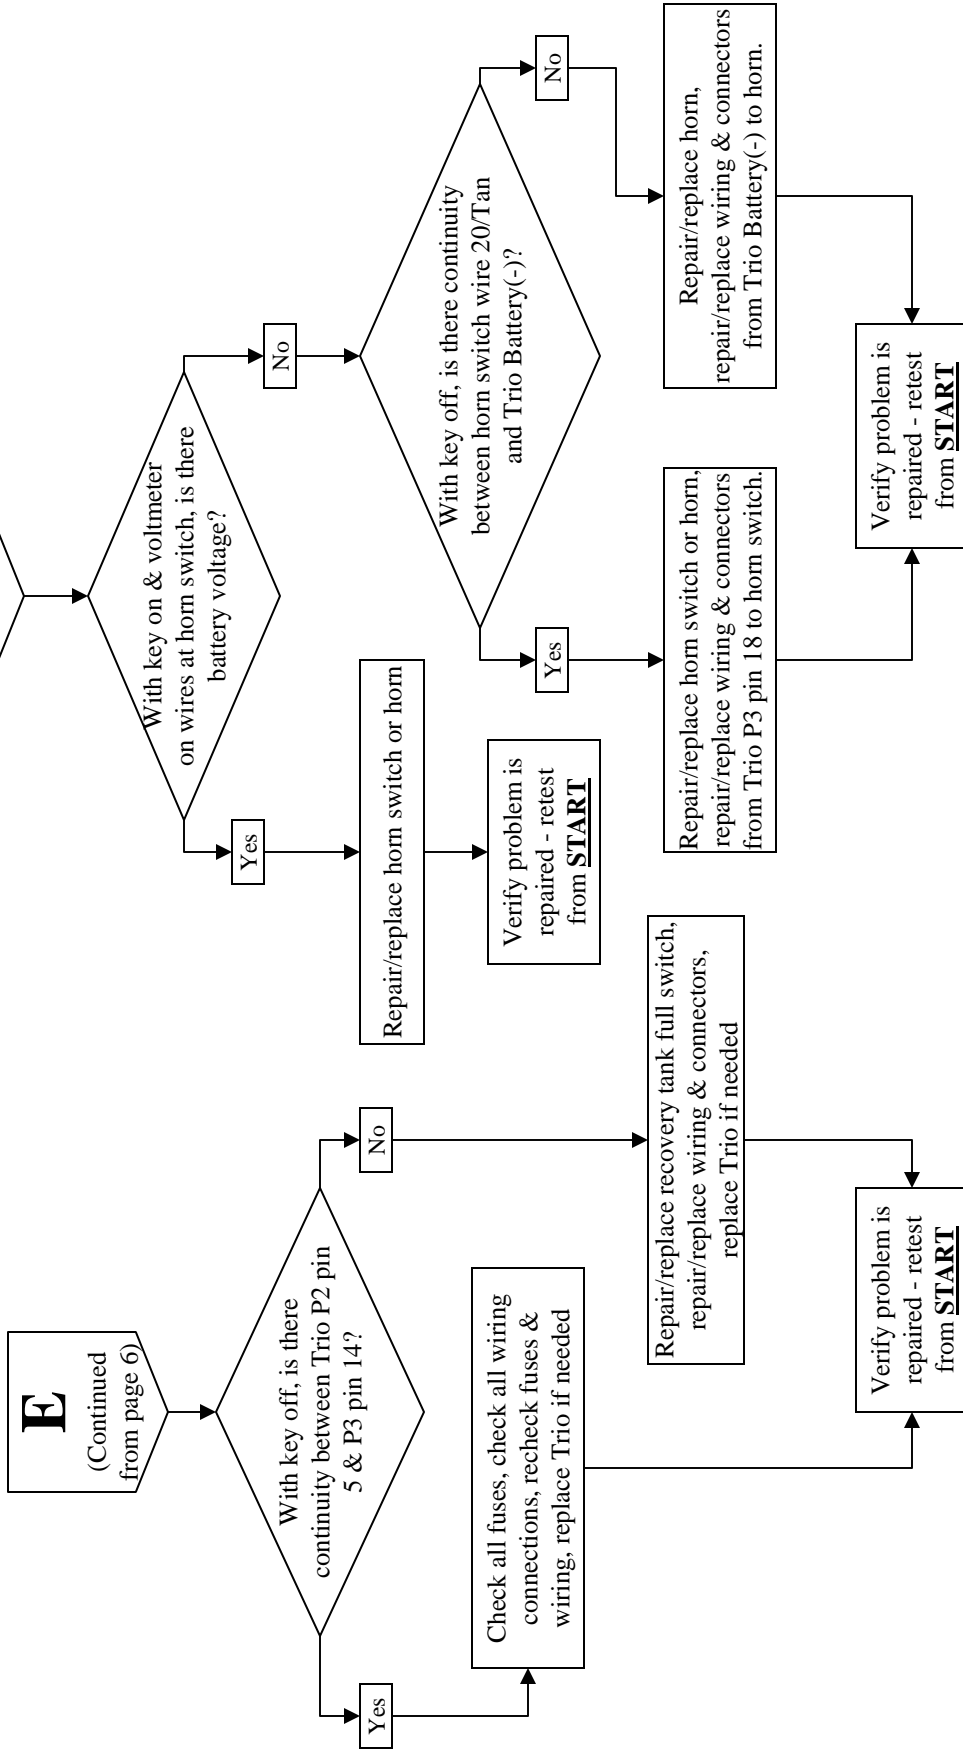 E
(Continued
from page 6)
With key off, is there
continuity between Trio P2 pin
5 & P3 pin 14?
Yes
No
Check all fuses, check all wiring
connections, recheck fuses &
wiring, replace Trio if needed
Repair/replace recovery tank full switch,
repair/replace wiring & connectors,
replace Trio if needed
Verify problem is
repaired - retest
from START
With key on & voltmeter
on wires at horn switch, is there
battery voltage?
Yes
No
Repair/replace horn switch or horn
Verify problem is
repaired - retest
from START
With key off, is there continuity
between horn switch wire 20/Tan
and Trio Battery(-)?
Yes
No
Repair/replace horn switch or horn,
repair/replace wiring & connectors
from Trio P3 pin 18 to horn switch.
Repair/replace horn,
repair/replace wiring & connectors
from Trio Battery(-) to horn.
Verify problem is
repaired - retest
from START